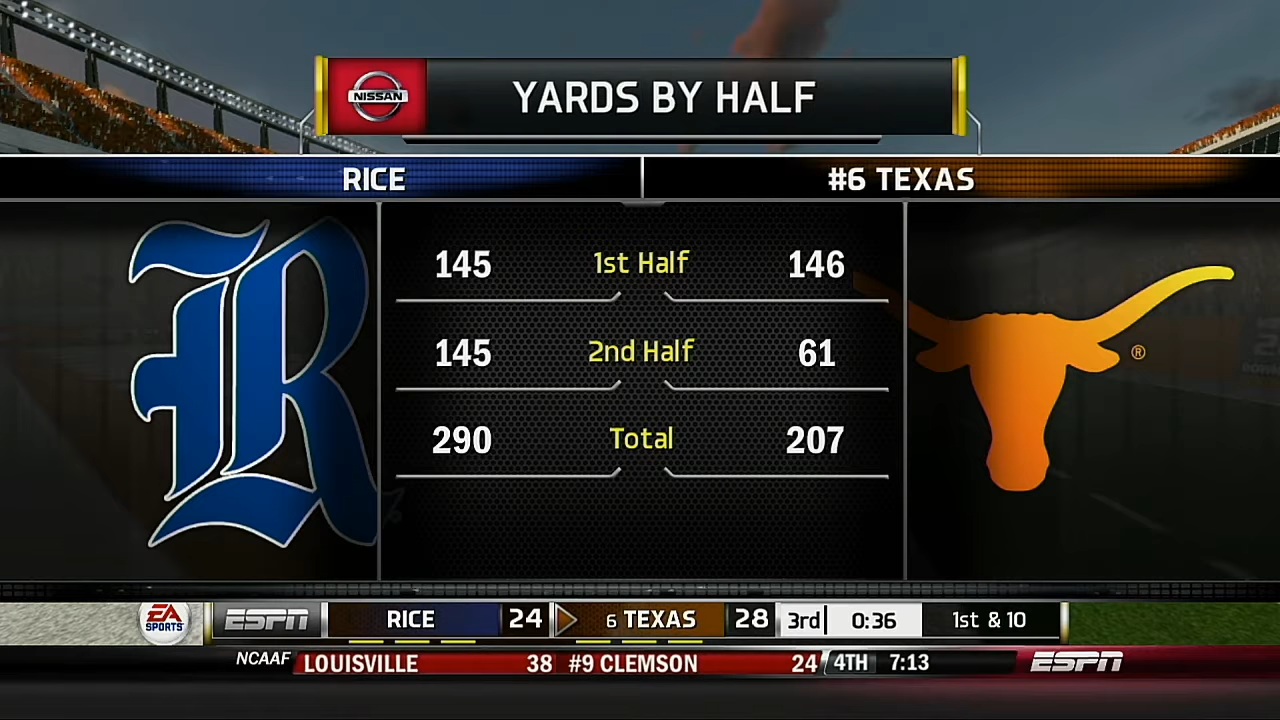 NISSAN
YARDS BY HALF
RICE
#6 TEXAS
145 1st Half 146
145 2nd Half 61
290 Total 207
R
®
EA SPORTS ESPN RICE 24 6 TEXAS 28 3rd 0:36 1st & 10
NCAAF LOUISVILLE 38 #9 CLEMSON 24 4TH 7:13 ESPN